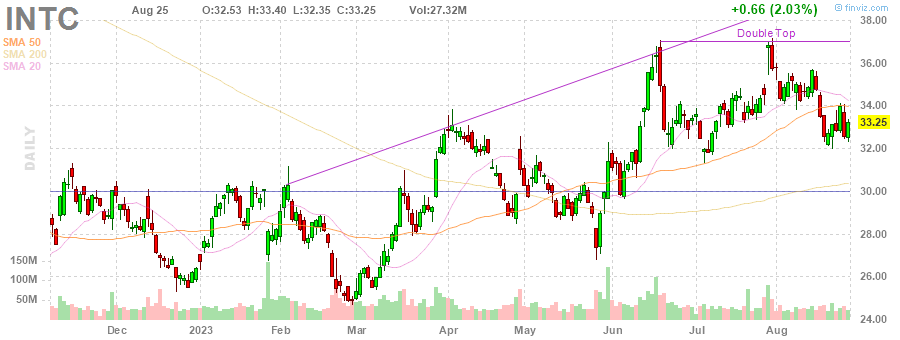 © finviz.com
INTC
Aug 25 O:32.53 H:33.40 L:32.35 C:33.25 Vol:27.32M +0.66 (2.03%)
SMA 50
SMA 200
SMA 20
Double Top
DAILY
38.00
36.00
34.00
33.25
32.00
30.00
28.00
26.00
24.00
150M
100M
50M
Dec 2023 Feb Mar Apr May Jun Jul Aug